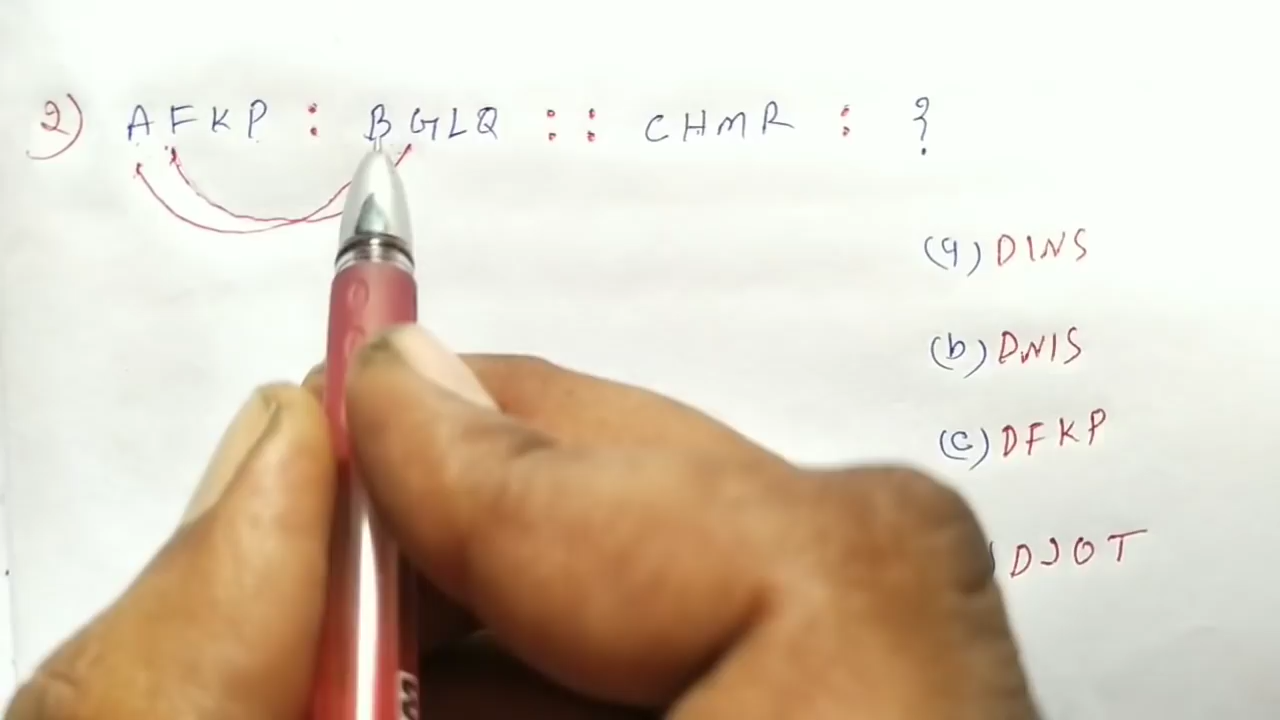 2) AFKP : BGLQ :: CHMR : ?
(a) DINS
(b) DNIS
(c) DFKP
) DJOT